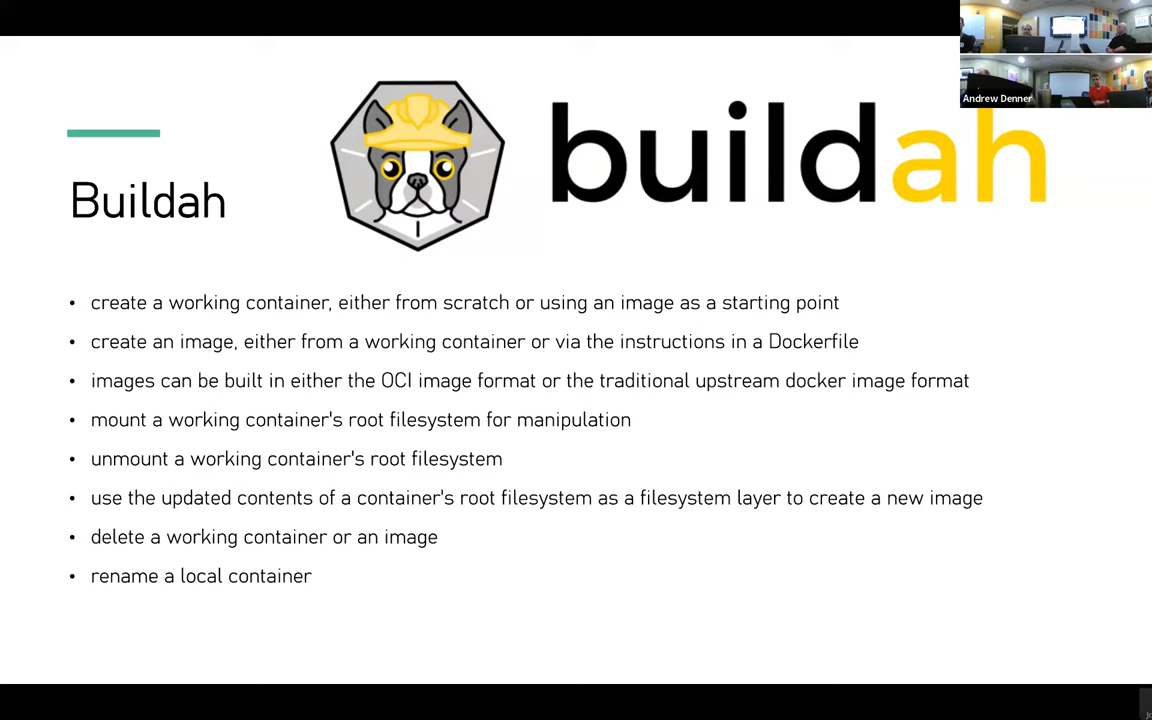 Andrew Denner
buildah
Buildah
• create a working container, either from scratch or using an image as a starting point
• create an image, either from a working container or via the instructions in a Dockerfile
• images can be built in either the OCI image format or the traditional upstream docker image format
• mount a working container's root filesystem for manipulation
• unmount a working container's root filesystem
• use the updated contents of a container's root filesystem as a filesystem layer to create a new image
• delete a working container or an image
• rename a local container